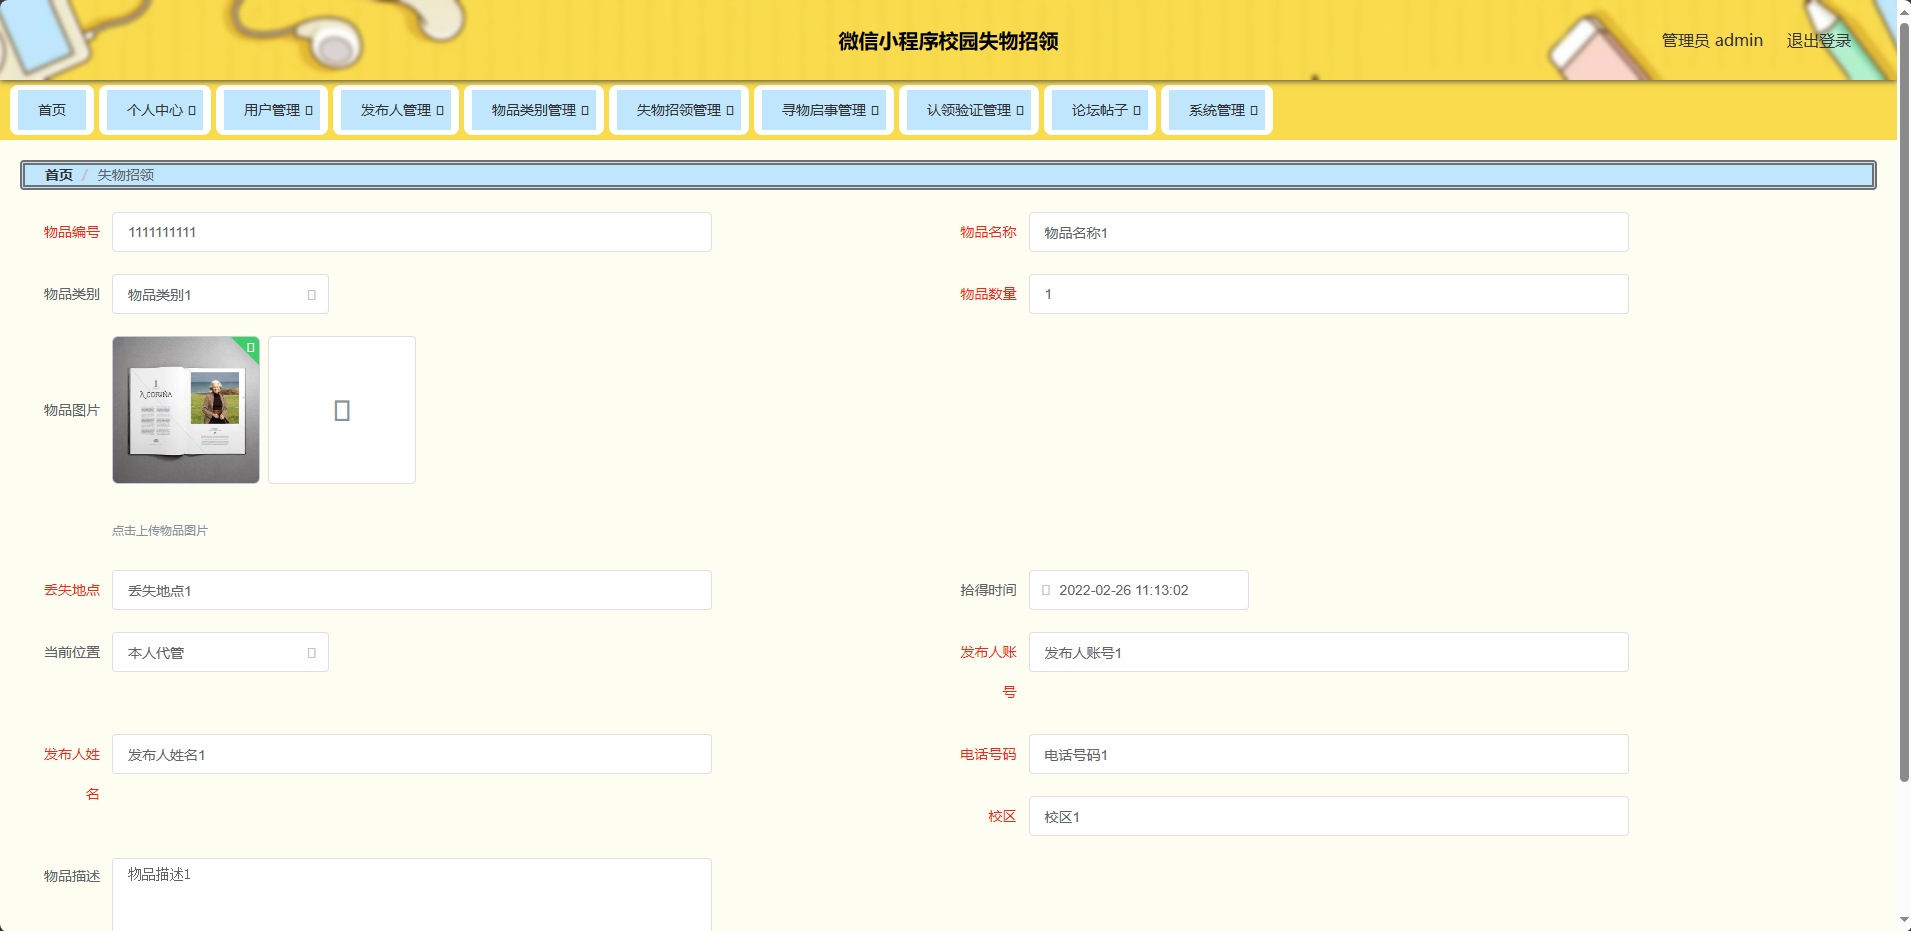 微信小程序校园失物招领
管理员 admin 退出登录
首页 个人中心 用户管理 发布人管理 物品类别管理 失物招领管理 寻物启事管理 认领验证管理 论坛帖子 系统管理
首页 / 失物招领
物品编号 1111111111 物品名称 物品名称1
物品类别 物品类别1 物品数量 1
物品图片
A CORUÑA
点击上传物品图片
丢失地点 丢失地点1 拾得时间 2022-02-26 11:13:02
当前位置 本人代管 发布人账号 发布人账号1
发布人姓名 发布人姓名1 电话号码 电话号码1
校区 校区1
物品描述 物品描述1